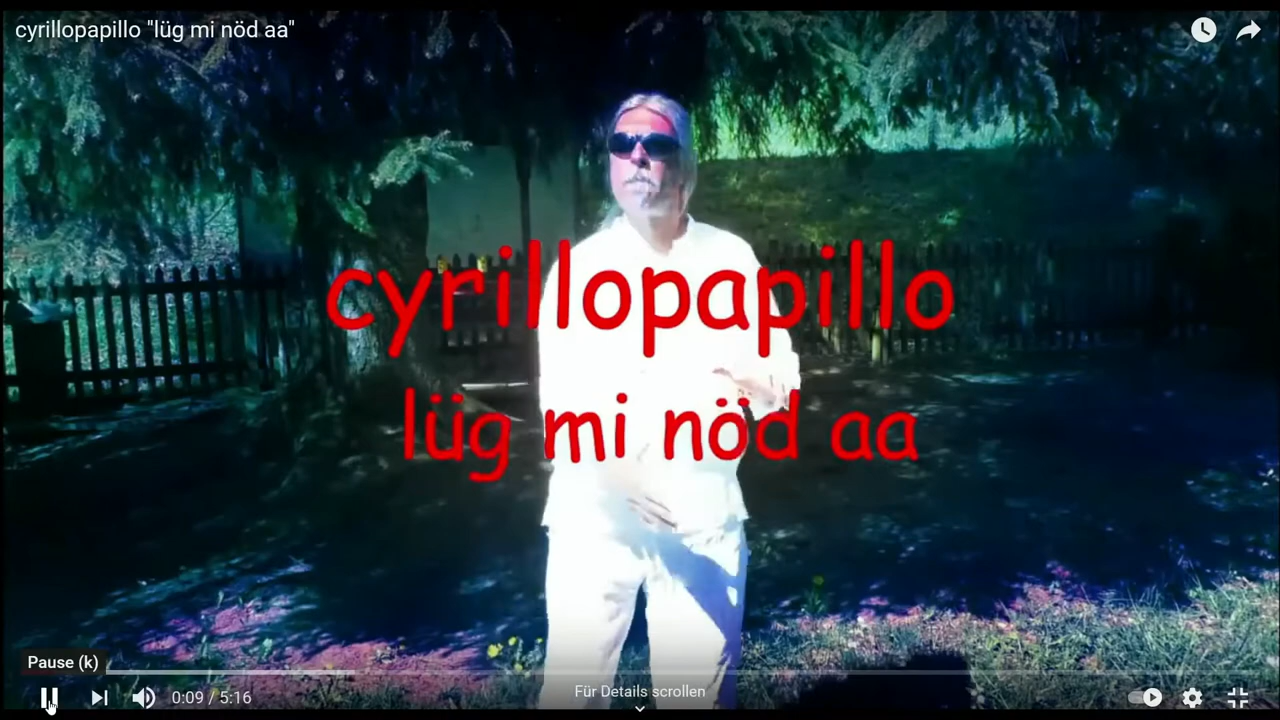 cyrillopapillo "lüg mi nöd aa"
cyrillopapillo
lüg mi nöd aa
Pause (k)
0:09 / 5:16
Für Details scrollen